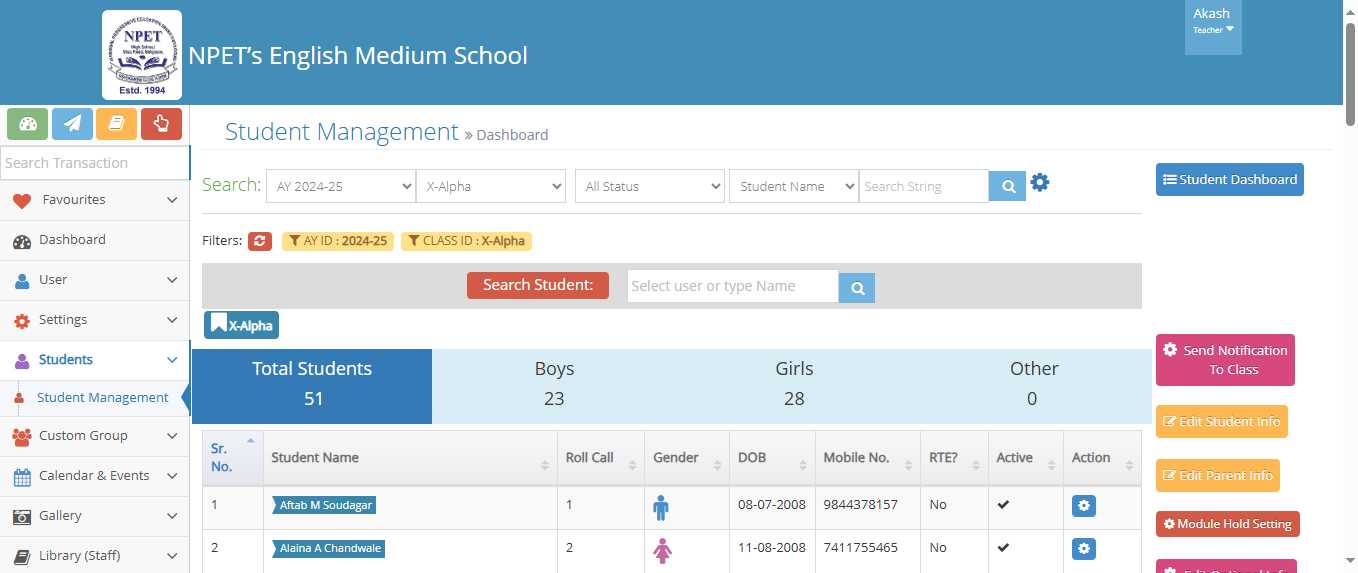 NPET
High School
Estd. 1994
NPET's English Medium School
Akash
Teacher
Search Transaction
Favourites
Dashboard
User
Settings
Students
Student Management
Custom Group
Calendar & Events
Gallery
Library (Staff)
Student Management » Dashboard
Search: AY 2024-25 X-Alpha All Status Student Name Search String
Student Dashboard
Filters: AY ID : 2024-25 CLASS ID : X-Alpha
Search Student: Select user or type Name
X-Alpha
Total Students Boys Girls Other
51 23 28 0
Sr. No. Student Name Roll Call Gender DOB Mobile No. RTE? Active Action
1 Aftab M Soudagar 1 08-07-2008 9844378157 No
2 Alaina A Chandwale 2 11-08-2008 7411755465 No
Send Notification
To Class
Edit Student Info
Edit Parent Info
Module Hold Setting